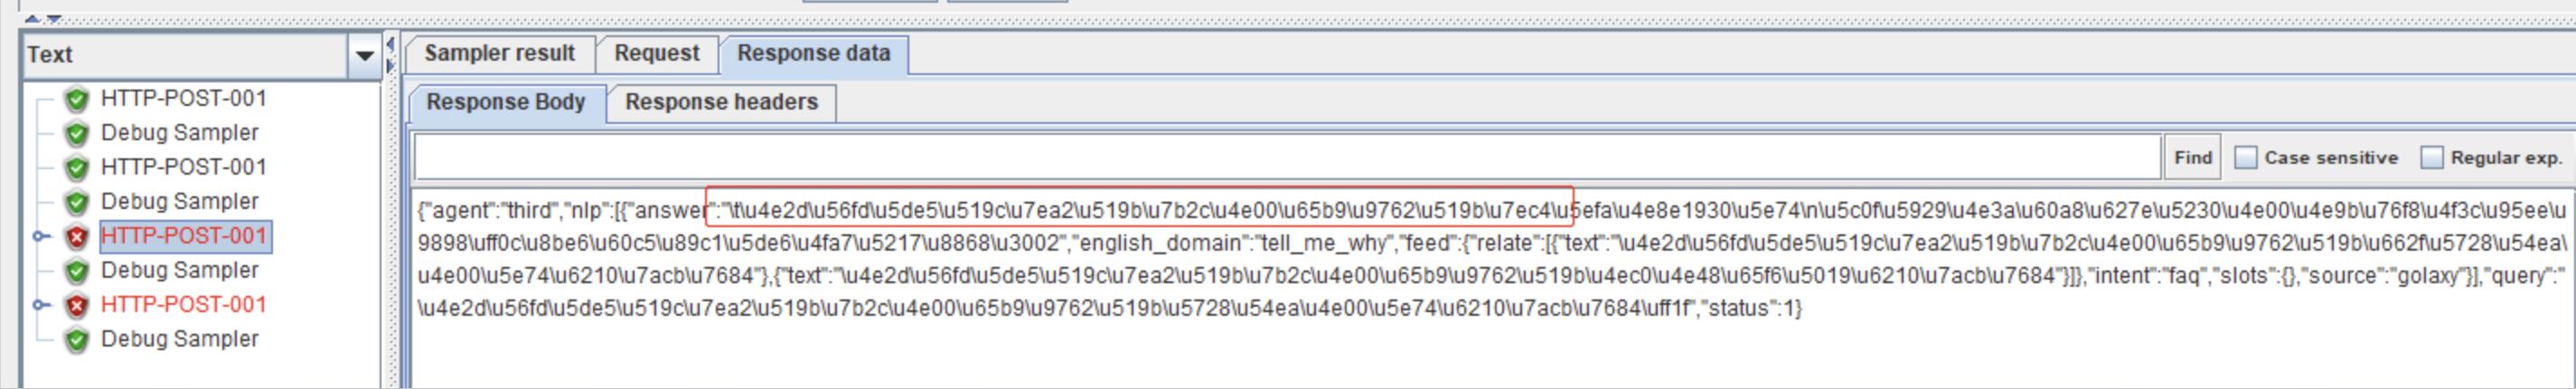 Text
HTTP-POST-001
Debug Sampler
HTTP-POST-001
Debug Sampler
HTTP-POST-001
Debug Sampler
HTTP-POST-001
Debug Sampler
Sampler result Request Response data
Response Body Response headers
Find Case sensitive Regular exp.
{"agent":"third","nlp":[{"answer":"\t\u4e2d\u56fd\u5de5\u519c\u7ea2\u519b\u7b2c\u4e00\u65b9\u9762\u519b\u7ec4\u5efa\u4e8e1930\u5e74\n\u5c0f\u5929\u4e3a\u60a8\u627e\u5230\u4e00\u4e9b\u76f8\u4f3c\u95ee\u
9898\uff0c\u8be6\u60c5\u89c1\u5de6\u4fa7\u5217\u8868\u3002","english_domain":"tell_me_why","feed":{"relate":[{"text":"\u4e2d\u56fd\u5de5\u519c\u7ea2\u519b\u7b2c\u4e00\u65b9\u9762\u519b\u662f\u5728\u54ea\
u4e00\u5e74\u6210\u7acb\u7684"},{"text":"\u4e2d\u56fd\u5de5\u519c\u7ea2\u519b\u7b2c\u4e00\u65b9\u9762\u519b\u4ec0\u4e48\u65f6\u5019\u6210\u7acb\u7684"}]},"intent":"faq","slots":{},"source":"golaxy"}],"query":"
\u4e2d\u56fd\u5de5\u519c\u7ea2\u519b\u7b2c\u4e00\u65b9\u9762\u519b\u5728\u54ea\u4e00\u5e74\u6210\u7acb\u7684\uff1f","status":1}